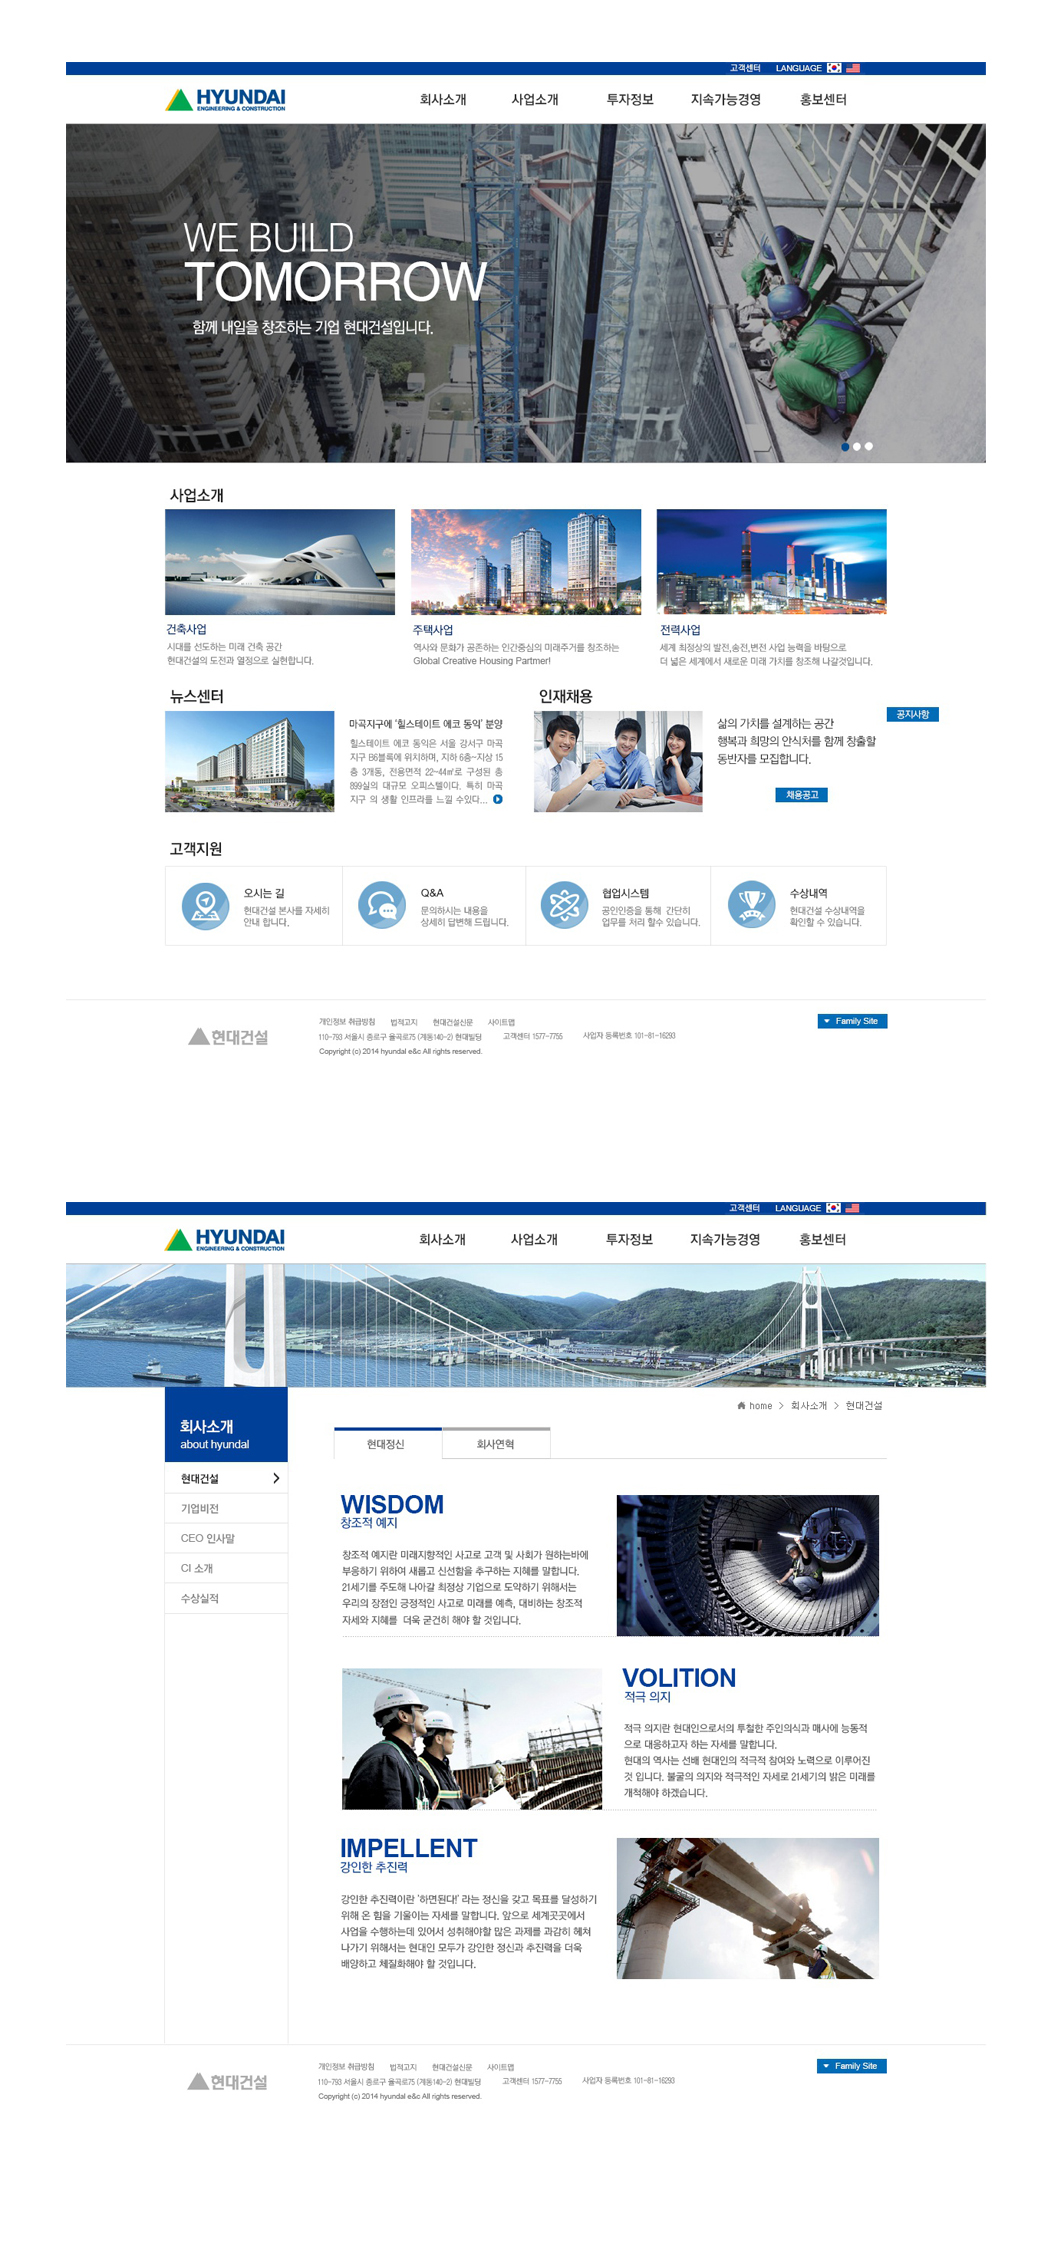 고객센터 LANGUAGE
HYUNDAI
ENGINEERING & CONSTRUCTION
회사소개 사업소개 투자정보 지속가능경영 홍보센터
WE BUILD
TOMORROW
함께 내일을 창조하는 기업 현대건설입니다.
사업소개
건축사업
시대를 선도하는 미래 건축 공간
현대건설의 도전과 열정으로 실현합니다.
주택사업
역사와 문화가 공존하는 인간중심의 미래주거를 창조하는
Global Creative Housing Partmer!
전력사업
세계 최정상의 발전,송전,변전 사업 능력을 바탕으로
더 넓은 세계에서 새로운 미래 가치를 창조해 나갈것입니다.
뉴스센터
마곡지구에 '힐스테이트 에코 동익' 분양
힐스테이트 에코 동익은 서울 강서구 마곡
지구 B6블록에 위치하며, 지하 6층~지상 15
층 3개동, 전용면적 22~44㎡로 구성된 총
899실의 대규모 오피스텔이다. 특히 마곡
지구 의 생활 인프라를 느낄 수있다...
인재채용
삶의 가치를 설계하는 공간
행복과 희망의 안식처를 함께 창출할
동반자를 모집합니다.
공지사항
채용공고
고객지원
오시는 길
현대건설 본사를 자세히
안내 합니다.
Q&A
문의하시는 내용을
상세히 답변해 드립니다.
협업시스템
공인인증을 통해 간단히
업무를 처리 할수 있습니다.
수상내역
현대건설 수상내역을
확인할 수 있습니다.
현대건설
개인정보 취급방침 법적고지 현대건설신문 사이트맵
110-793 서울시 종로구 율곡로75 (계동140-2) 현대빌딩 고객센터 1577-7755 사업자 등록번호 101-81-16293
Copyright (c) 2014 hyundai e&c All rights reserved.
Family Site
고객센터 LANGUAGE
HYUNDAI
ENGINEERING & CONSTRUCTION
회사소개 사업소개 투자정보 지속가능경영 홍보센터
home > 회사소개 > 현대건설
회사소개
about hyundai
현대건설
기업비전
CEO 인사말
CI 소개
수상실적
현대정신 회사연혁
WISDOM
창조적 예지
창조적 예지란 미래지향적인 사고로 고객 및 사회가 원하는바에
부응하기 위하여 새롭고 신선함을 추구하는 지혜를 말합니다.
21세기를 주도해 나아갈 최정상 기업으로 도약하기 위해서는
우리의 장점인 긍정적인 사고로 미래를 예측, 대비하는 창조적
자세와 지혜를 더욱 굳건히 해야 할 것입니다.
VOLITION
적극 의지
적극 의지란 현대인으로서의 투철한 주인의식과 매사에 능동적
으로 대응하고자 하는 자세를 말합니다.
현대의 역사는 선배 현대인의 적극적 참여와 노력으로 이루어진
것 입니다. 불굴의 의지와 적극적인 자세로 21세기의 밝은 미래를
개척해야 하겠습니다.
IMPELLENT
강인한 추진력
강인한 추진력이란 '하면된다!' 라는 정신을 갖고 목표를 달성하기
위해 온 힘을 기울이는 자세를 말합니다. 앞으로 세계곳곳에서
사업을 수행하는데 있어서 성취해야할 많은 과제를 과감히 헤쳐
나가기 위해서는 현대인 모두가 강인한 정신과 추진력을 더욱
배양하고 체질화해야 할 것입니다.
현대건설
개인정보 취급방침 법적고지 현대건설신문 사이트맵
110-793 서울시 종로구 율곡로75 (계동140-2) 현대빌딩 고객센터 1577-7755 사업자 등록번호 101-81-16293
Copyright (c) 2014 hyundai e&c All rights reserved.
Family Site